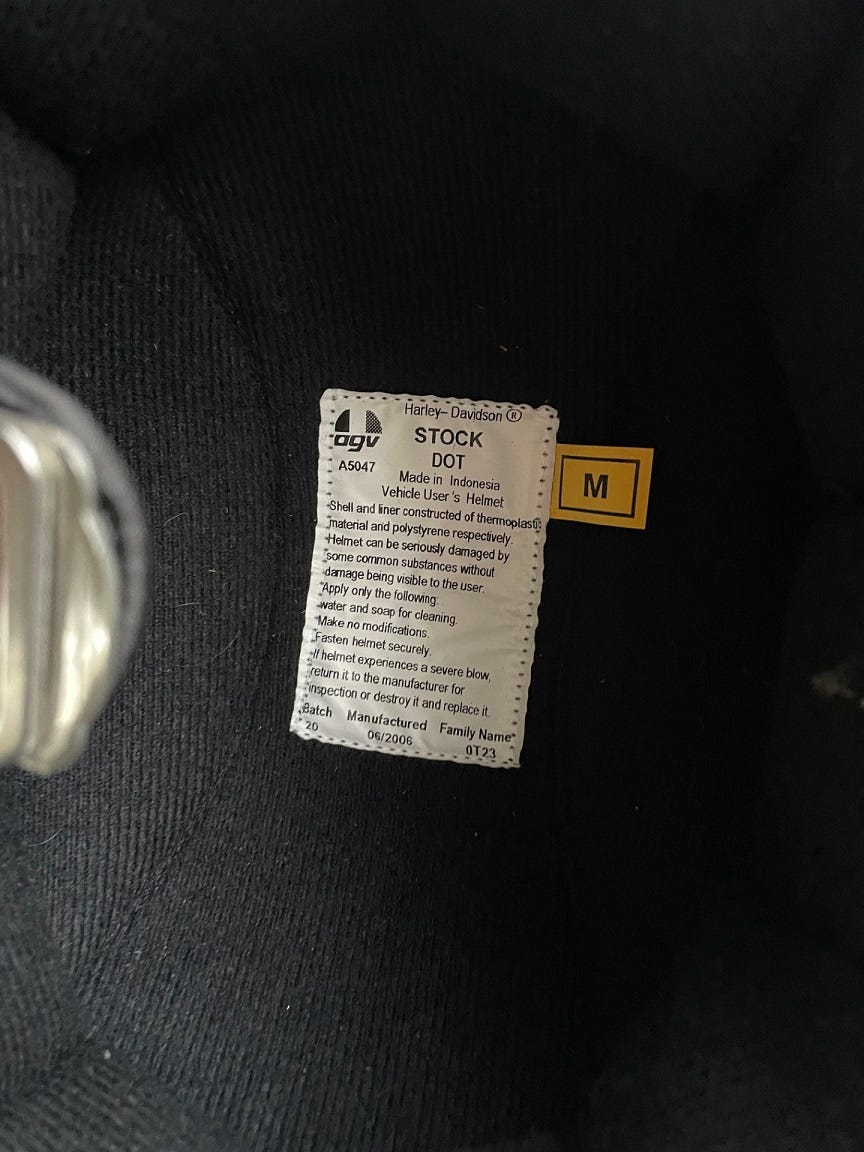 Harley-Davidson ®
agv
STOCK
A5047
DOT
Made in Indonesia
Vehicle User's Helmet
*Shell and liner constructed of thermoplastic
material and polystyrene respectively.
*Helmet can be seriously damaged by
some common substances without
damage being visible to the user.
*Apply only the following:
water and soap for cleaning.
*Make no modifications.
*Fasten helmet securely.
*If helmet experiences a severe blow,
return it to the manufacturer for
inspection or destroy it and replace it.
Batch Manufactured Family Name
20 06/2006 0T23
M